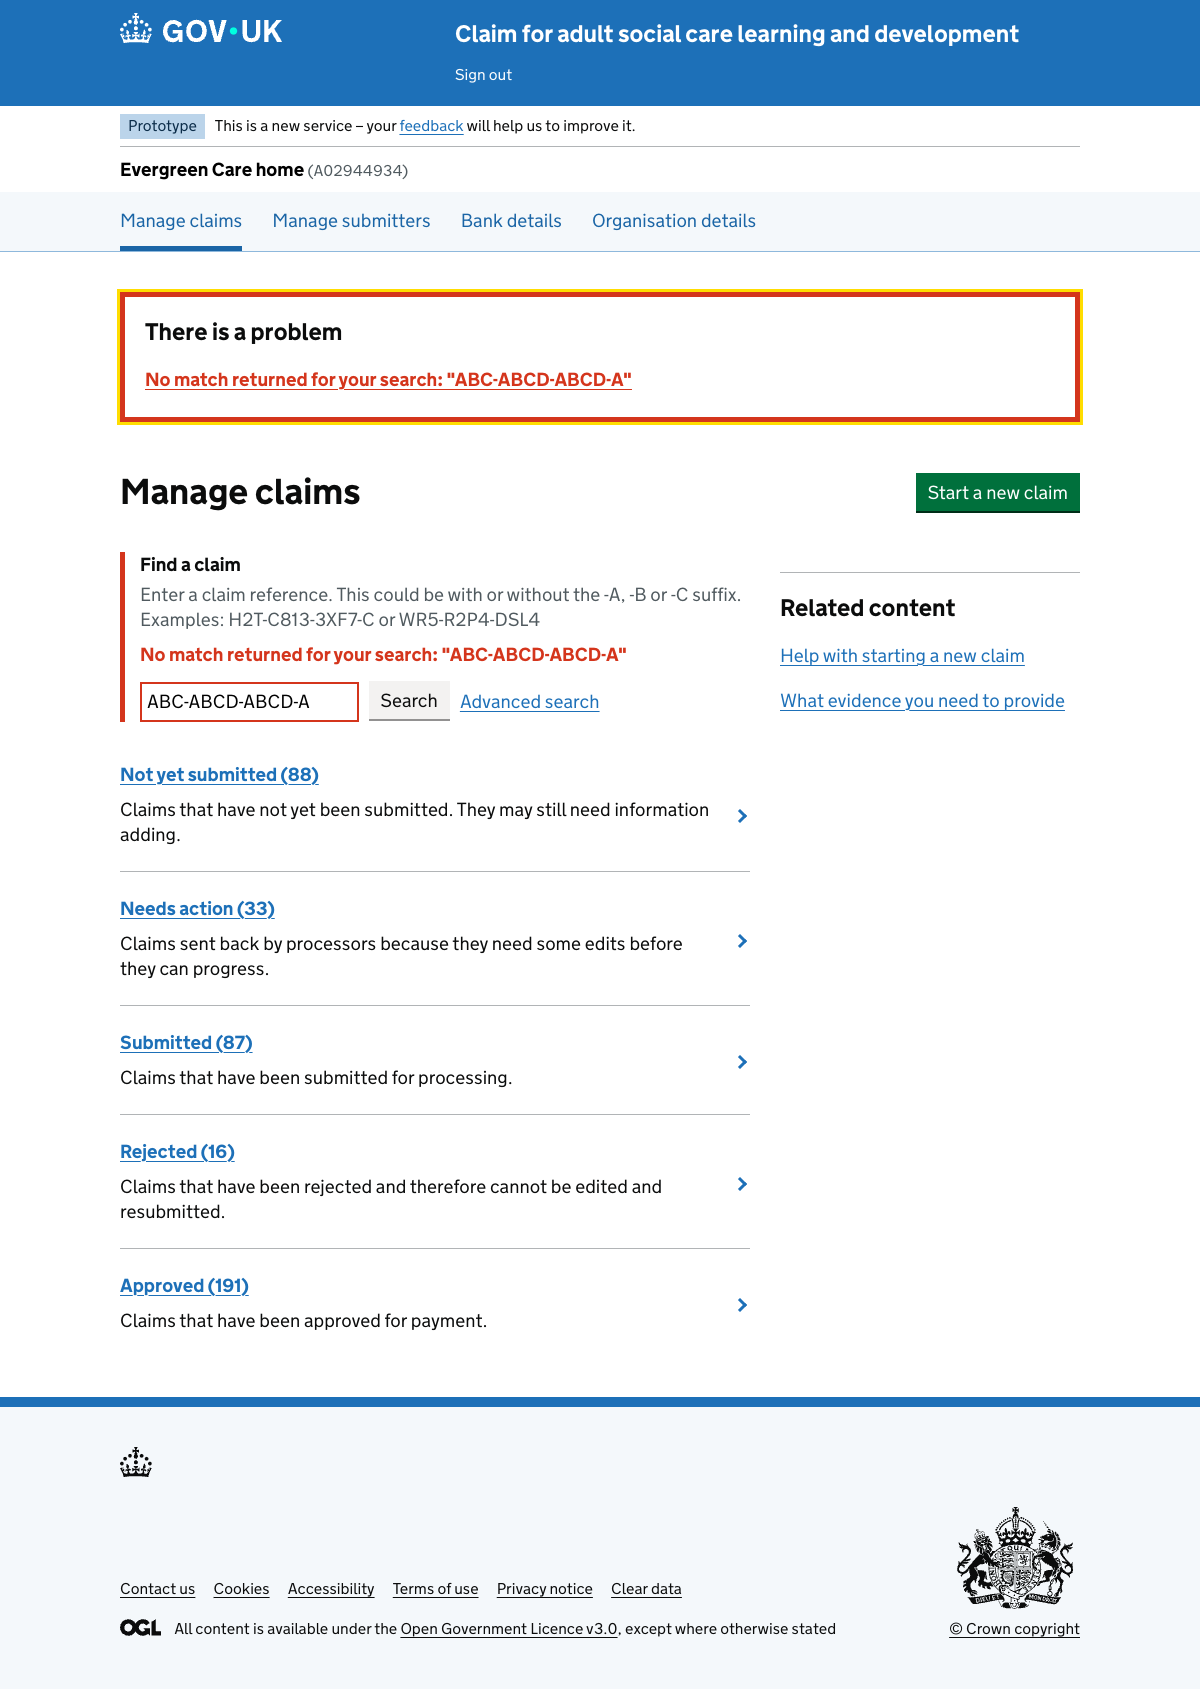 GOV·UK
Claim for adult social care learning and development
Sign out
Prototype This is a new service – your feedback will help us to improve it.
Evergreen Care home (A02944934)
Manage claims Manage submitters Bank details Organisation details
There is a problem
No match returned for your search: "ABC-ABCD-ABCD-A"
Manage claims
Start a new claim
Find a claim
Enter a claim reference. This could be with or without the -A, -B or -C suffix.
Examples: H2T-C813-3XF7-C or WR5-R2P4-DSL4
No match returned for your search: "ABC-ABCD-ABCD-A"
ABC-ABCD-ABCD-A Search Advanced search
Related content
Help with starting a new claim
What evidence you need to provide
Not yet submitted (88)
Claims that have not yet been submitted. They may still need information
adding.
Needs action (33)
Claims sent back by processors because they need some edits before
they can progress.
Submitted (87)
Claims that have been submitted for processing.
Rejected (16)
Claims that have been rejected and therefore cannot be edited and
resubmitted.
Approved (191)
Claims that have been approved for payment.
Contact us Cookies Accessibility Terms of use Privacy notice Clear data
OGL All content is available under the Open Government Licence v3.0, except where otherwise stated
© Crown copyright